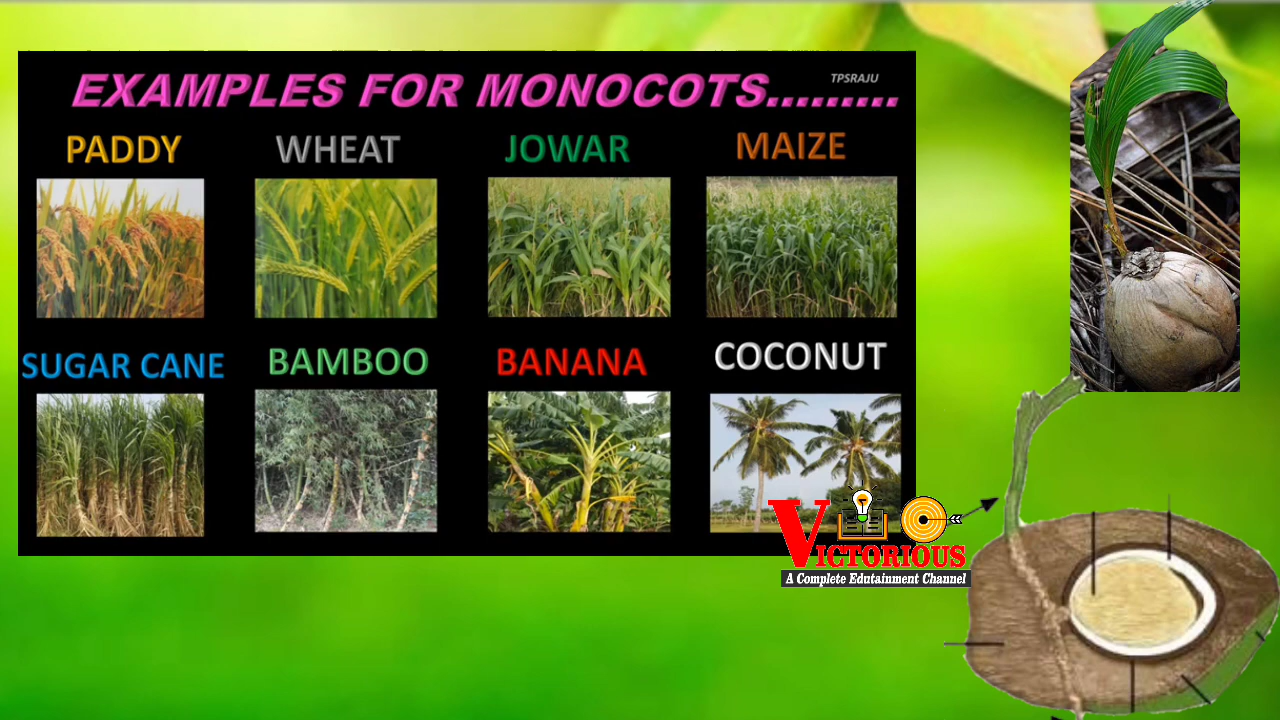 EXAMPLES FOR MONOCOTS.........
TPSRAJU
PADDY
WHEAT
JOWAR
MAIZE
SUGAR CANE
BAMBOO
BANANA
COCONUT
VICTORIOUS
A Complete Edutainment Channel